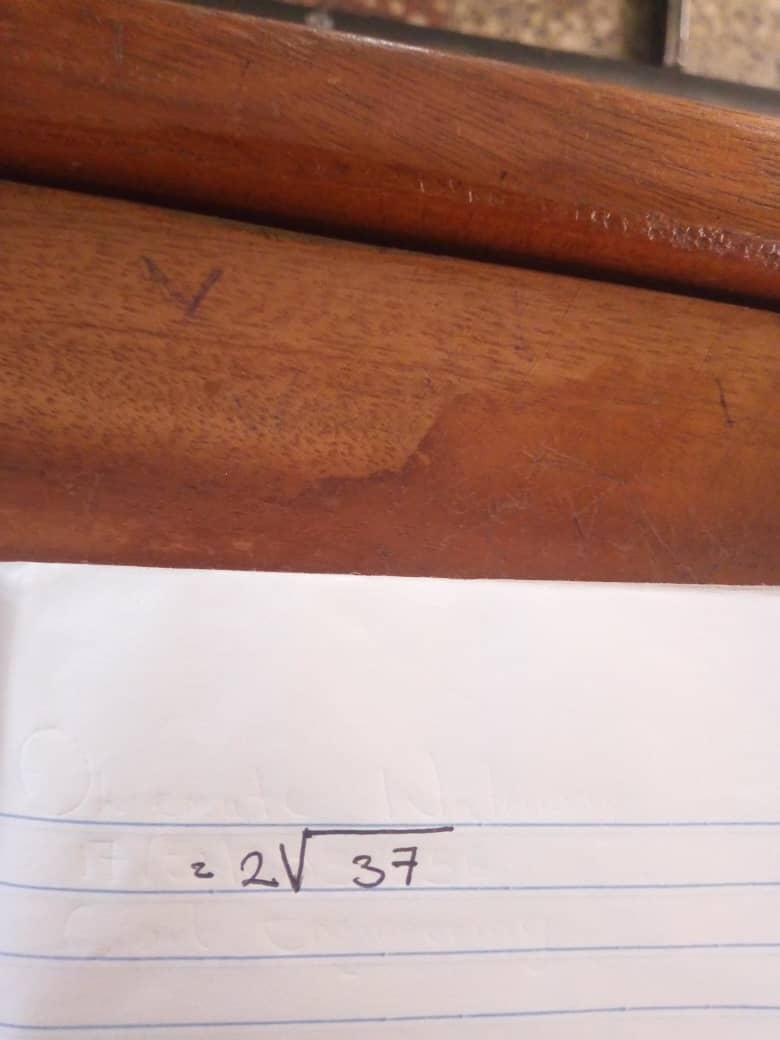 = 2√37